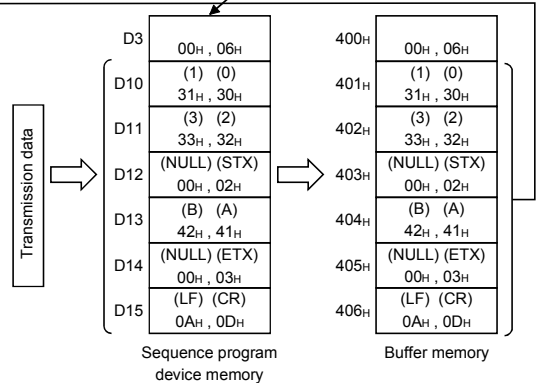 D3
00H , 06H
400H
00H , 06H
D10
(1) (0)
31H , 30H
401H
(1) (0)
31H , 30H
D11
(3) (2)
33H , 32H
402H
(3) (2)
33H , 32H
Transmission data
D12
(NULL) (STX)
00H , 02H
403H
(NULL) (STX)
00H , 02H
D13
(B) (A)
42H , 41H
404H
(B) (A)
42H , 41H
D14
(NULL) (ETX)
00H , 03H
405H
(NULL) (ETX)
00H , 03H
D15
(LF) (CR)
0AH , 0DH
406H
(LF) (CR)
0AH , 0DH
Sequence program
device memory
Buffer memory